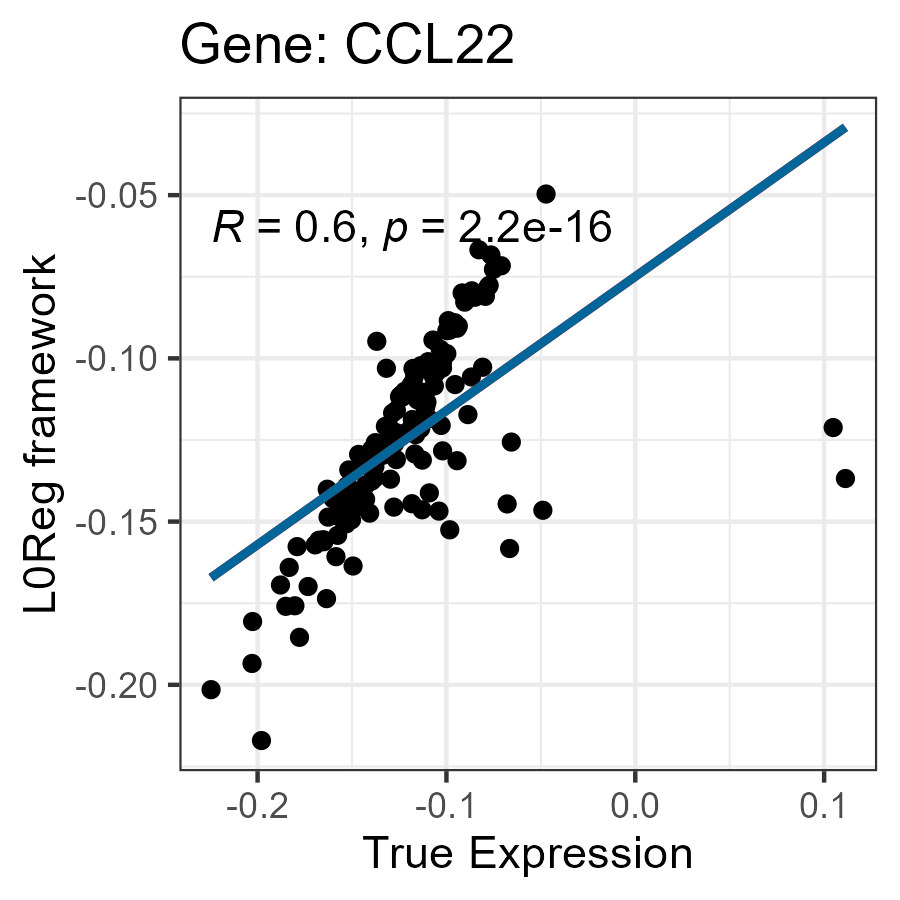 Gene: CCL22
R = 0.6, p = 2.2e-16
L0Reg framework
-0.05
-0.10
-0.15
-0.20
-0.2
-0.1
0.0
0.1
True Expression